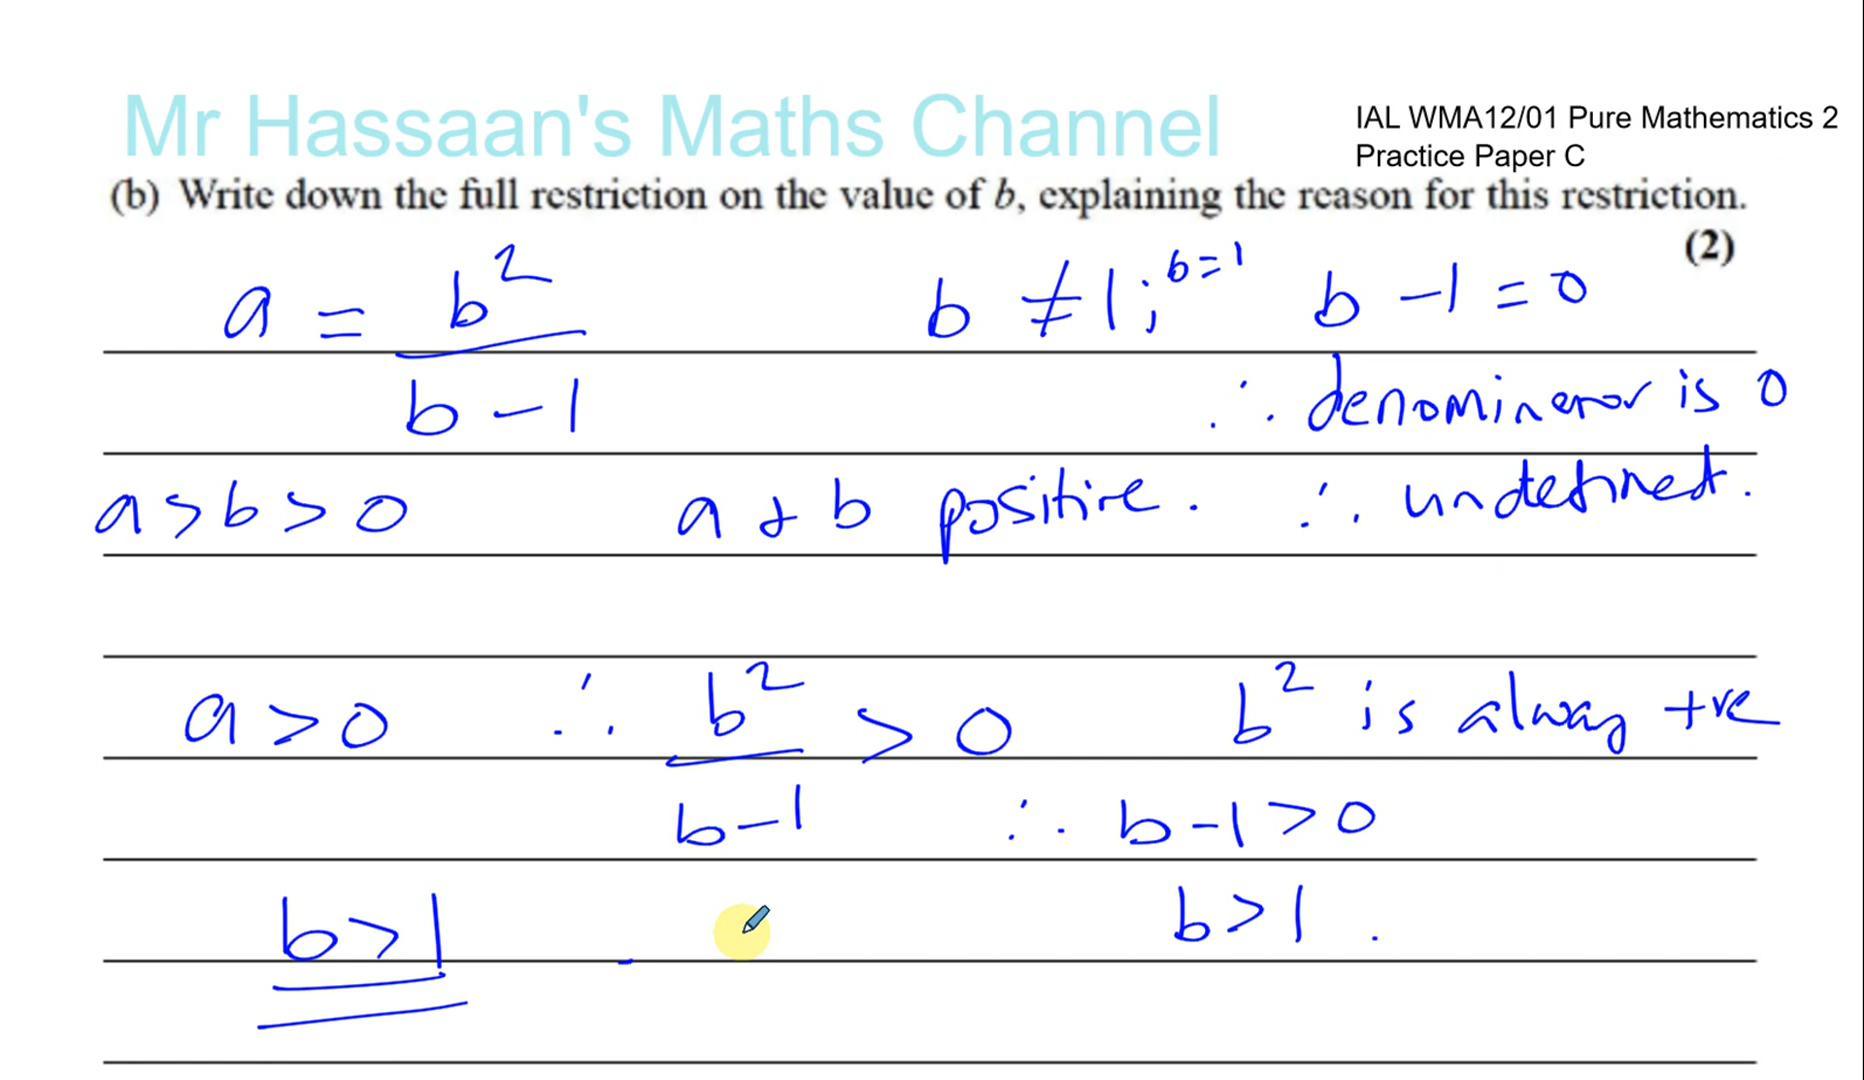 Mr Hassaan's Maths Channel
IAL WMA12/01 Pure Mathematics 2
Practice Paper C
(b) Write down the full restriction on the value of b, explaining the reason for this restriction.
(2)
a = b² / b - 1
b ≠ 1; b=1 b - 1 = 0
∴ denomineror is 0
a > b > 0 a + b positive. ∴ undefined.
a > 0 ∴ b² / b-1 > 0 b² is always +ve
∴ b - 1 > 0
b > 1 -
b > 1 .